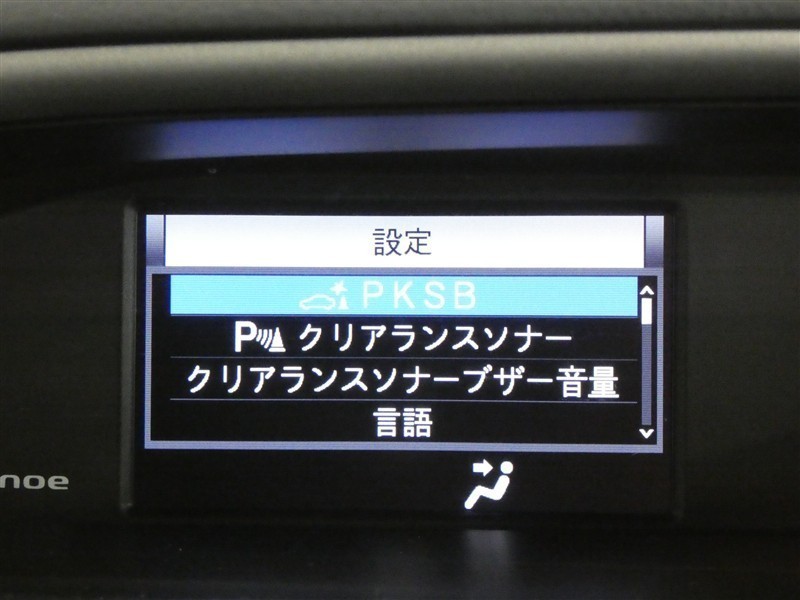 設定
PKSB
P クリアランスソナー
クリアランスソナーブザー音量
言語
noe